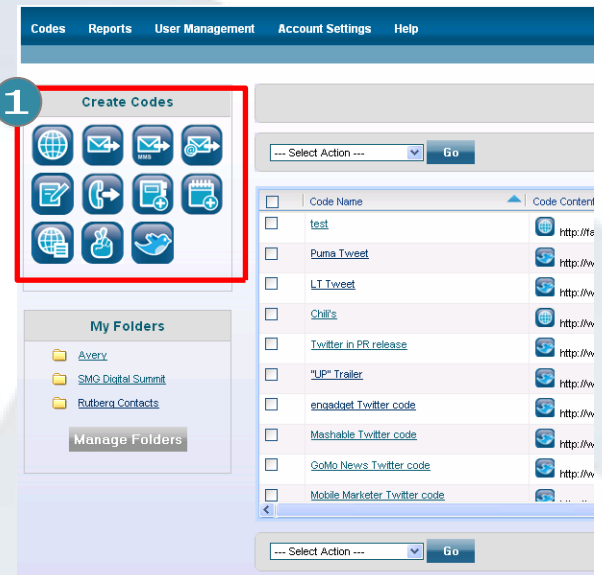 Codes Reports User Management Account Settings Help
1
Create Codes
MMS
--- Select Action --- Go
Code Name Code Content
test http://fa
Puma Tweet http://w
LT Tweet http://w
Chili's http://w
Twitter in PR release http://w
"UP" Trailer http://w
engadget Twitter code http://w
Mashable Twitter code http://w
GoMo News Twitter code http://w
Mobile Marketer Twitter code
My Folders
Avery
SMG Digital Summit
Rutberg Contacts
Manage Folders
--- Select Action --- Go